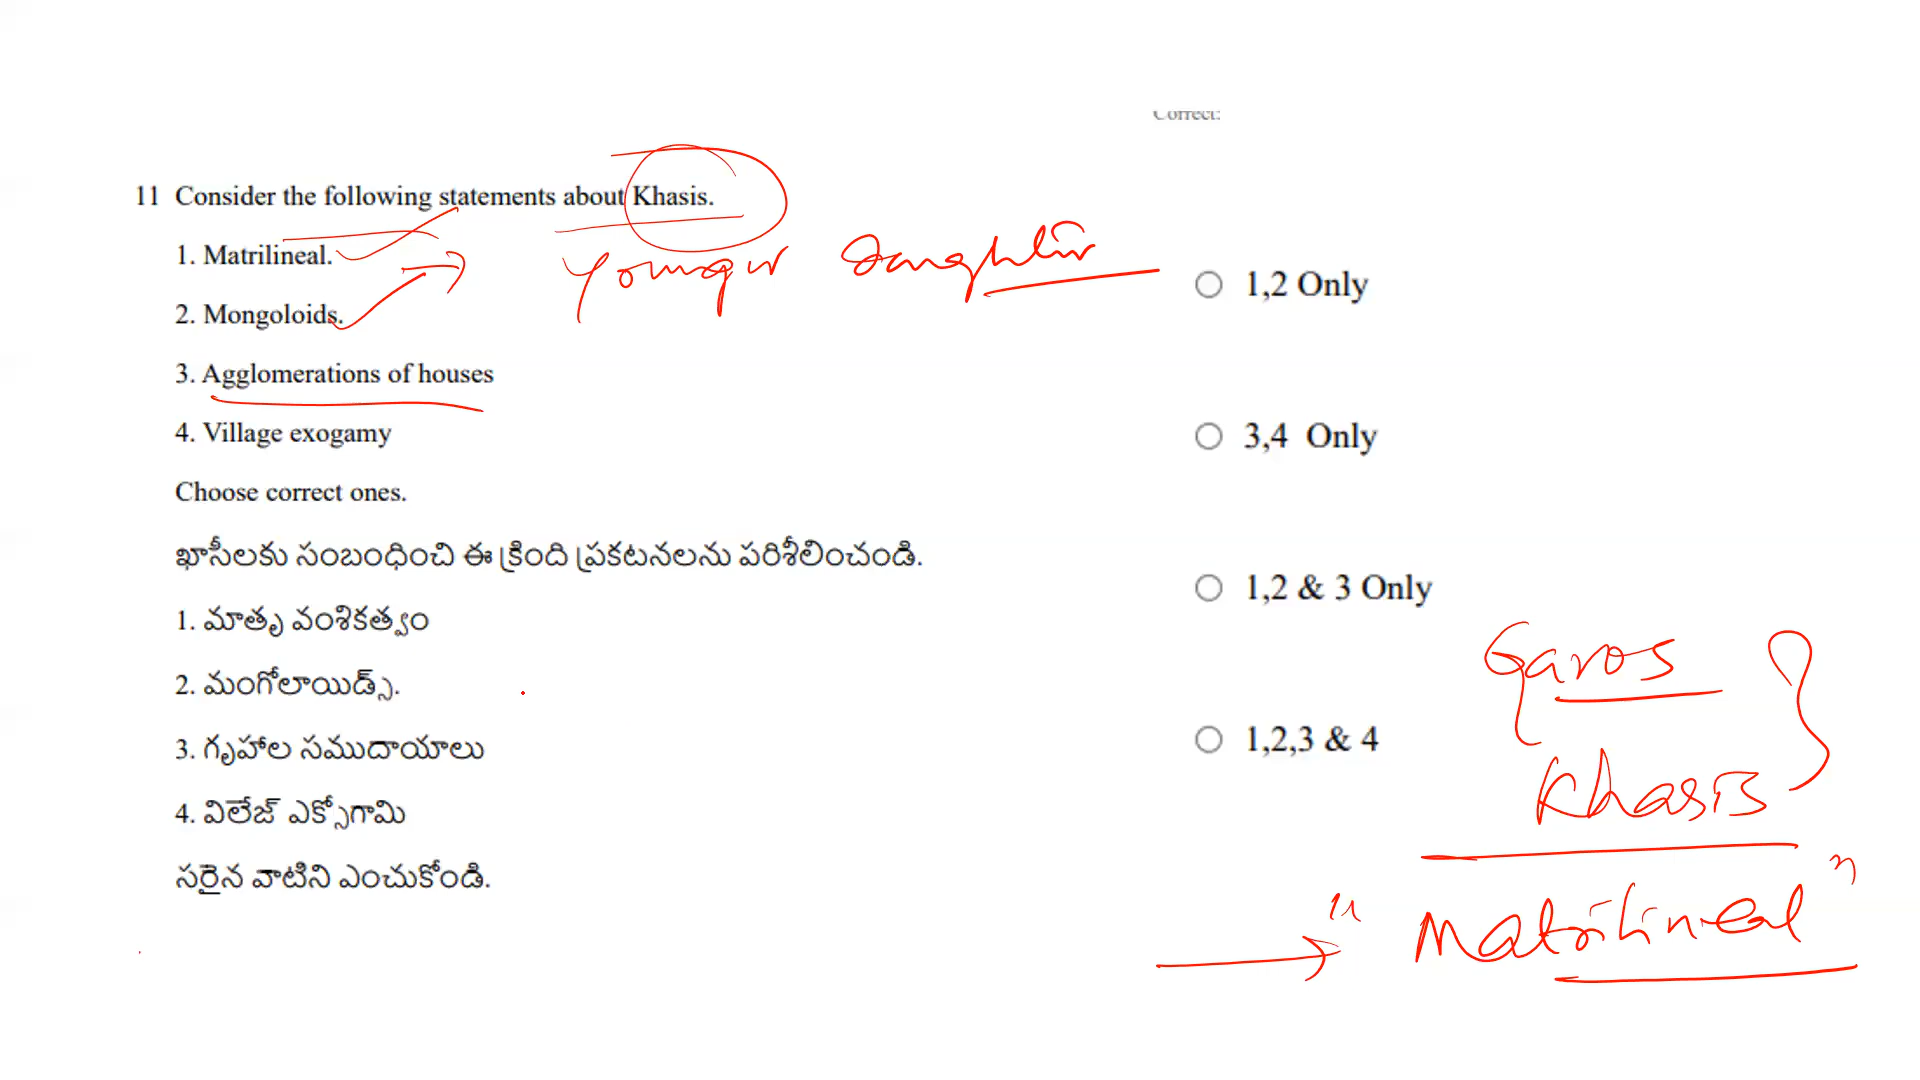 Correct:
11 Consider the following statements about Khasis.
1. Matrilineal.
Younger daughter
2. Mongoloids.
3. Agglomerations of houses
4. Village exogamy
Choose correct ones.
ఖాసీలకు సంబంధించి ఈ క్రింది ప్రకటనలను పరిశీలించండి.
1. మాతృ వంశికత్వం
2. మంగోలాయిడ్స్.
3. గృహాల సముదాయాలు
4. విలేజ్ ఎక్సోగామి
సరైన వాటిని ఎంచుకోండి.
1,2 Only
3,4 Only
1,2 & 3 Only
1,2,3 & 4
Garos
Khasis
"Matrilineal"